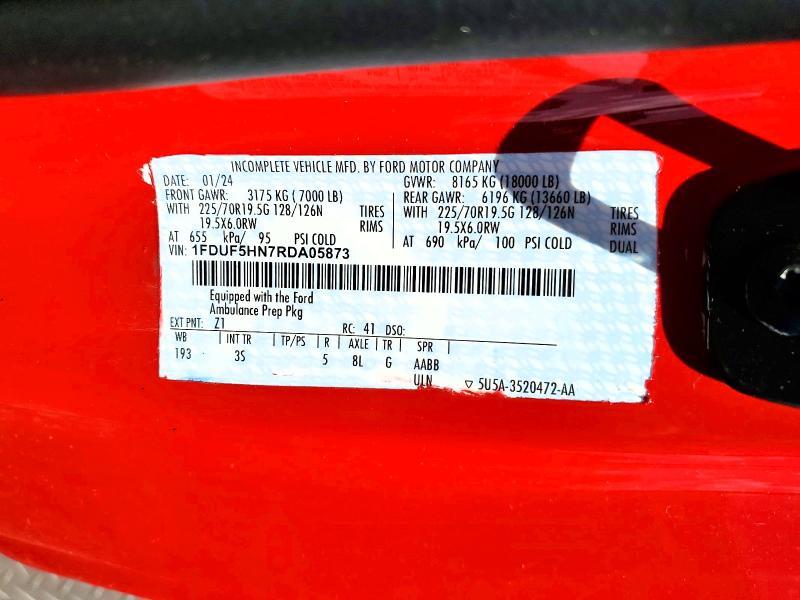 INCOMPLETE VEHICLE MFD. BY FORD MOTOR COMPANY
DATE: 01/24 GVWR: 8165 KG (18000 LB)
FRONT GAWR: 3175 KG ( 7000 LB) REAR GAWR: 6196 KG (13660 LB)
WITH 225/70R19.5G 128/126N TIRES WITH 225/70R19.5G 128/126N TIRES
19.5X6.0RW RIMS 19.5X6.0RW RIMS
AT 655 kPa/ 95 PSI COLD AT 690 kPa/ 100 PSI COLD DUAL
VIN: 1FDUF5HN7RDA05873
Equipped with the Ford
Ambulance Prep Pkg
EXT PNT: Z1 RC: 41 DSO:
WB | INT TR | TP/PS | R | AXLE | TR | SPR |
193 3S 5 8L G AABB
ULN ▽ 5U5A-3520472-AA